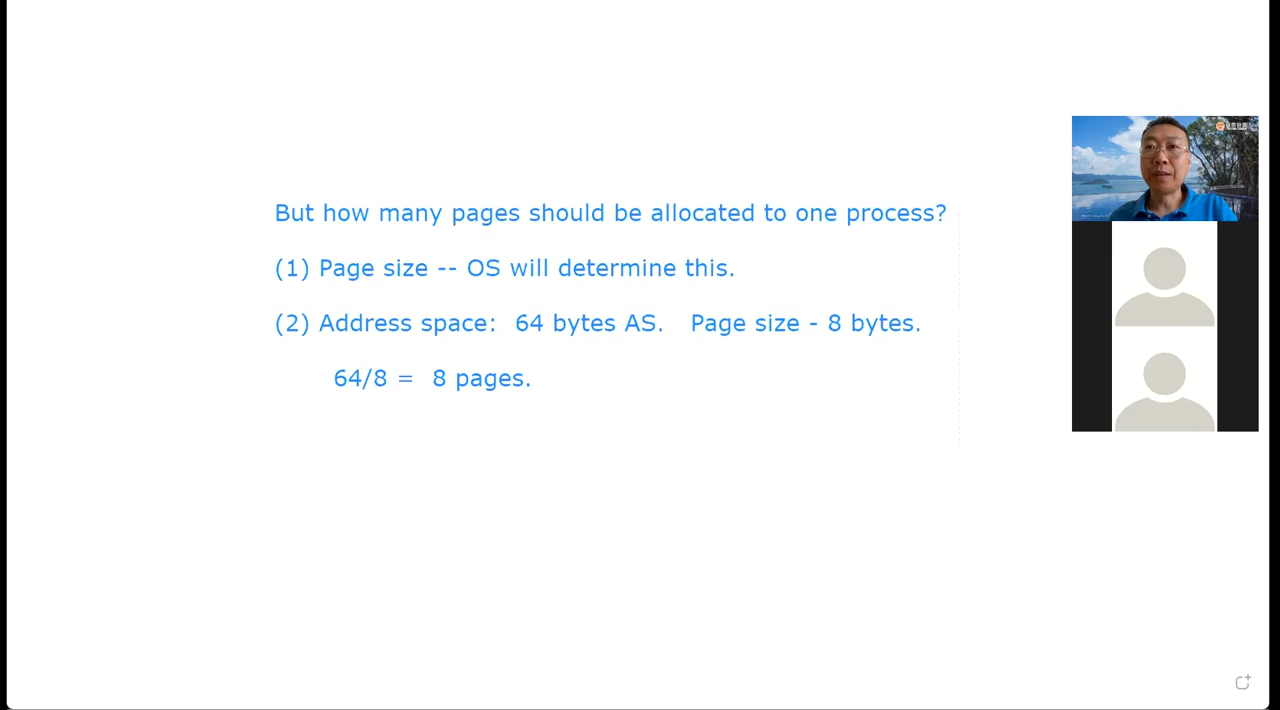 But how many pages should be allocated to one process?
(1) Page size -- OS will determine this.
(2) Address space:  64 bytes AS.   Page size - 8 bytes.
64/8 =  8 pages.